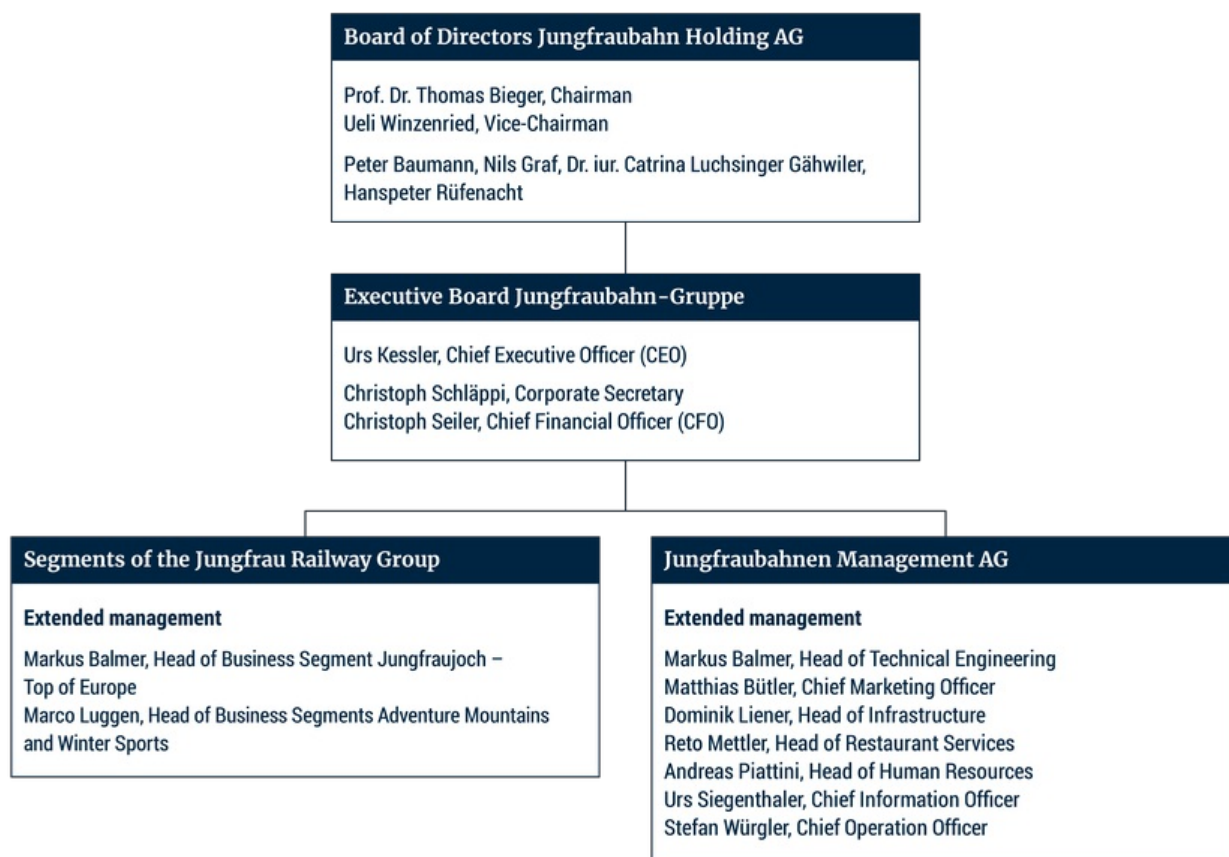 Board of Directors Jungfraubahn Holding AG
Prof. Dr. Thomas Bieger, Chairman
Ueli Winzenried, Vice-Chairman
Peter Baumann, Nils Graf, Dr. iur. Catrina Luchsinger Gähwiler,
Hanspeter Rüfenacht
Executive Board Jungfraubahn-Gruppe
Urs Kessler, Chief Executive Officer (CEO)
Christoph Schläppi, Corporate Secretary
Christoph Seiler, Chief Financial Officer (CFO)
Segments of the Jungfrau Railway Group
Extended management
Markus Balmer, Head of Business Segment Jungfraujoch –
Top of Europe
Marco Luggen, Head of Business Segments Adventure Mountains
and Winter Sports
Jungfraubahnen Management AG
Extended management
Markus Balmer, Head of Technical Engineering
Matthias Bütler, Chief Marketing Officer
Dominik Liener, Head of Infrastructure
Reto Mettler, Head of Restaurant Services
Andreas Piattini, Head of Human Resources
Urs Siegenthaler, Chief Information Officer
Stefan Würgler, Chief Operation Officer